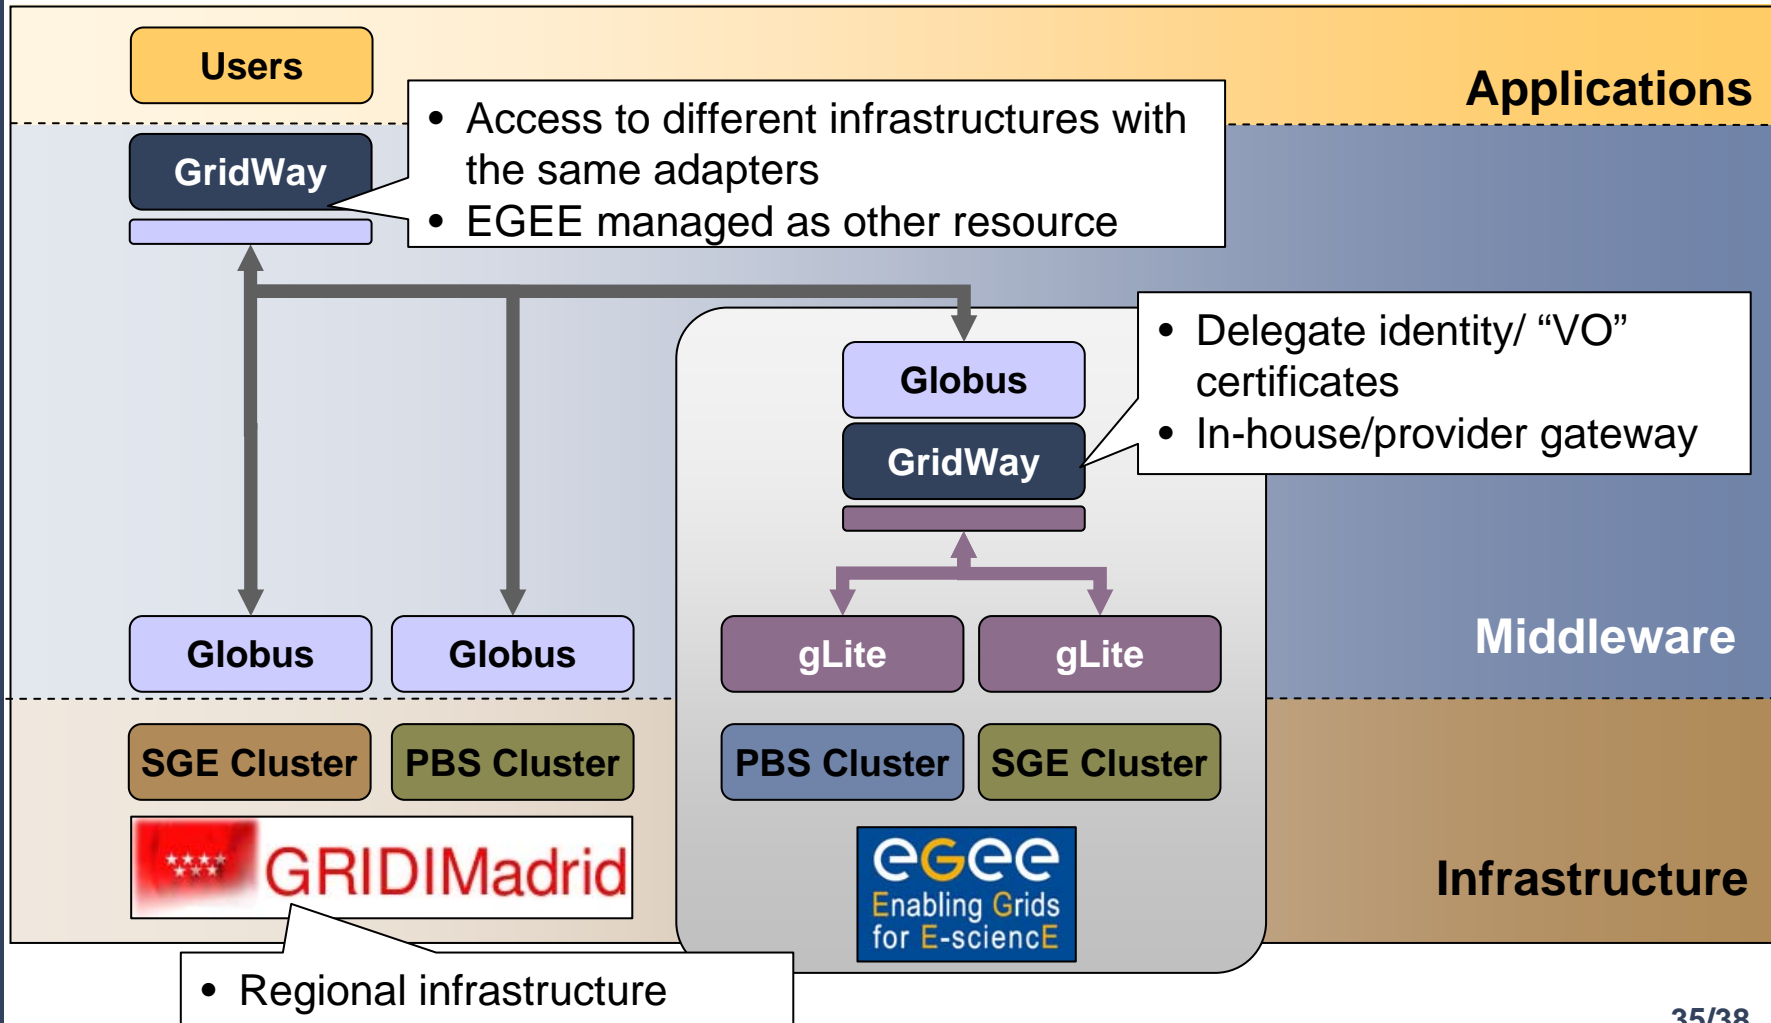 Users
Applications
• Access to different infrastructures with
the same adapters
• EGEE managed as other resource
GridWay
• Delegate identity/ “VO”
certificates
• In-house/provider gateway
Globus
GridWay
Middleware
Globus
Globus
gLite
gLite
SGE Cluster
PBS Cluster
PBS Cluster
SGE Cluster
GRIDIMadrid
egee
Enabling Grids
for E-sciencE
Infrastructure
• Regional infrastructure
35/38